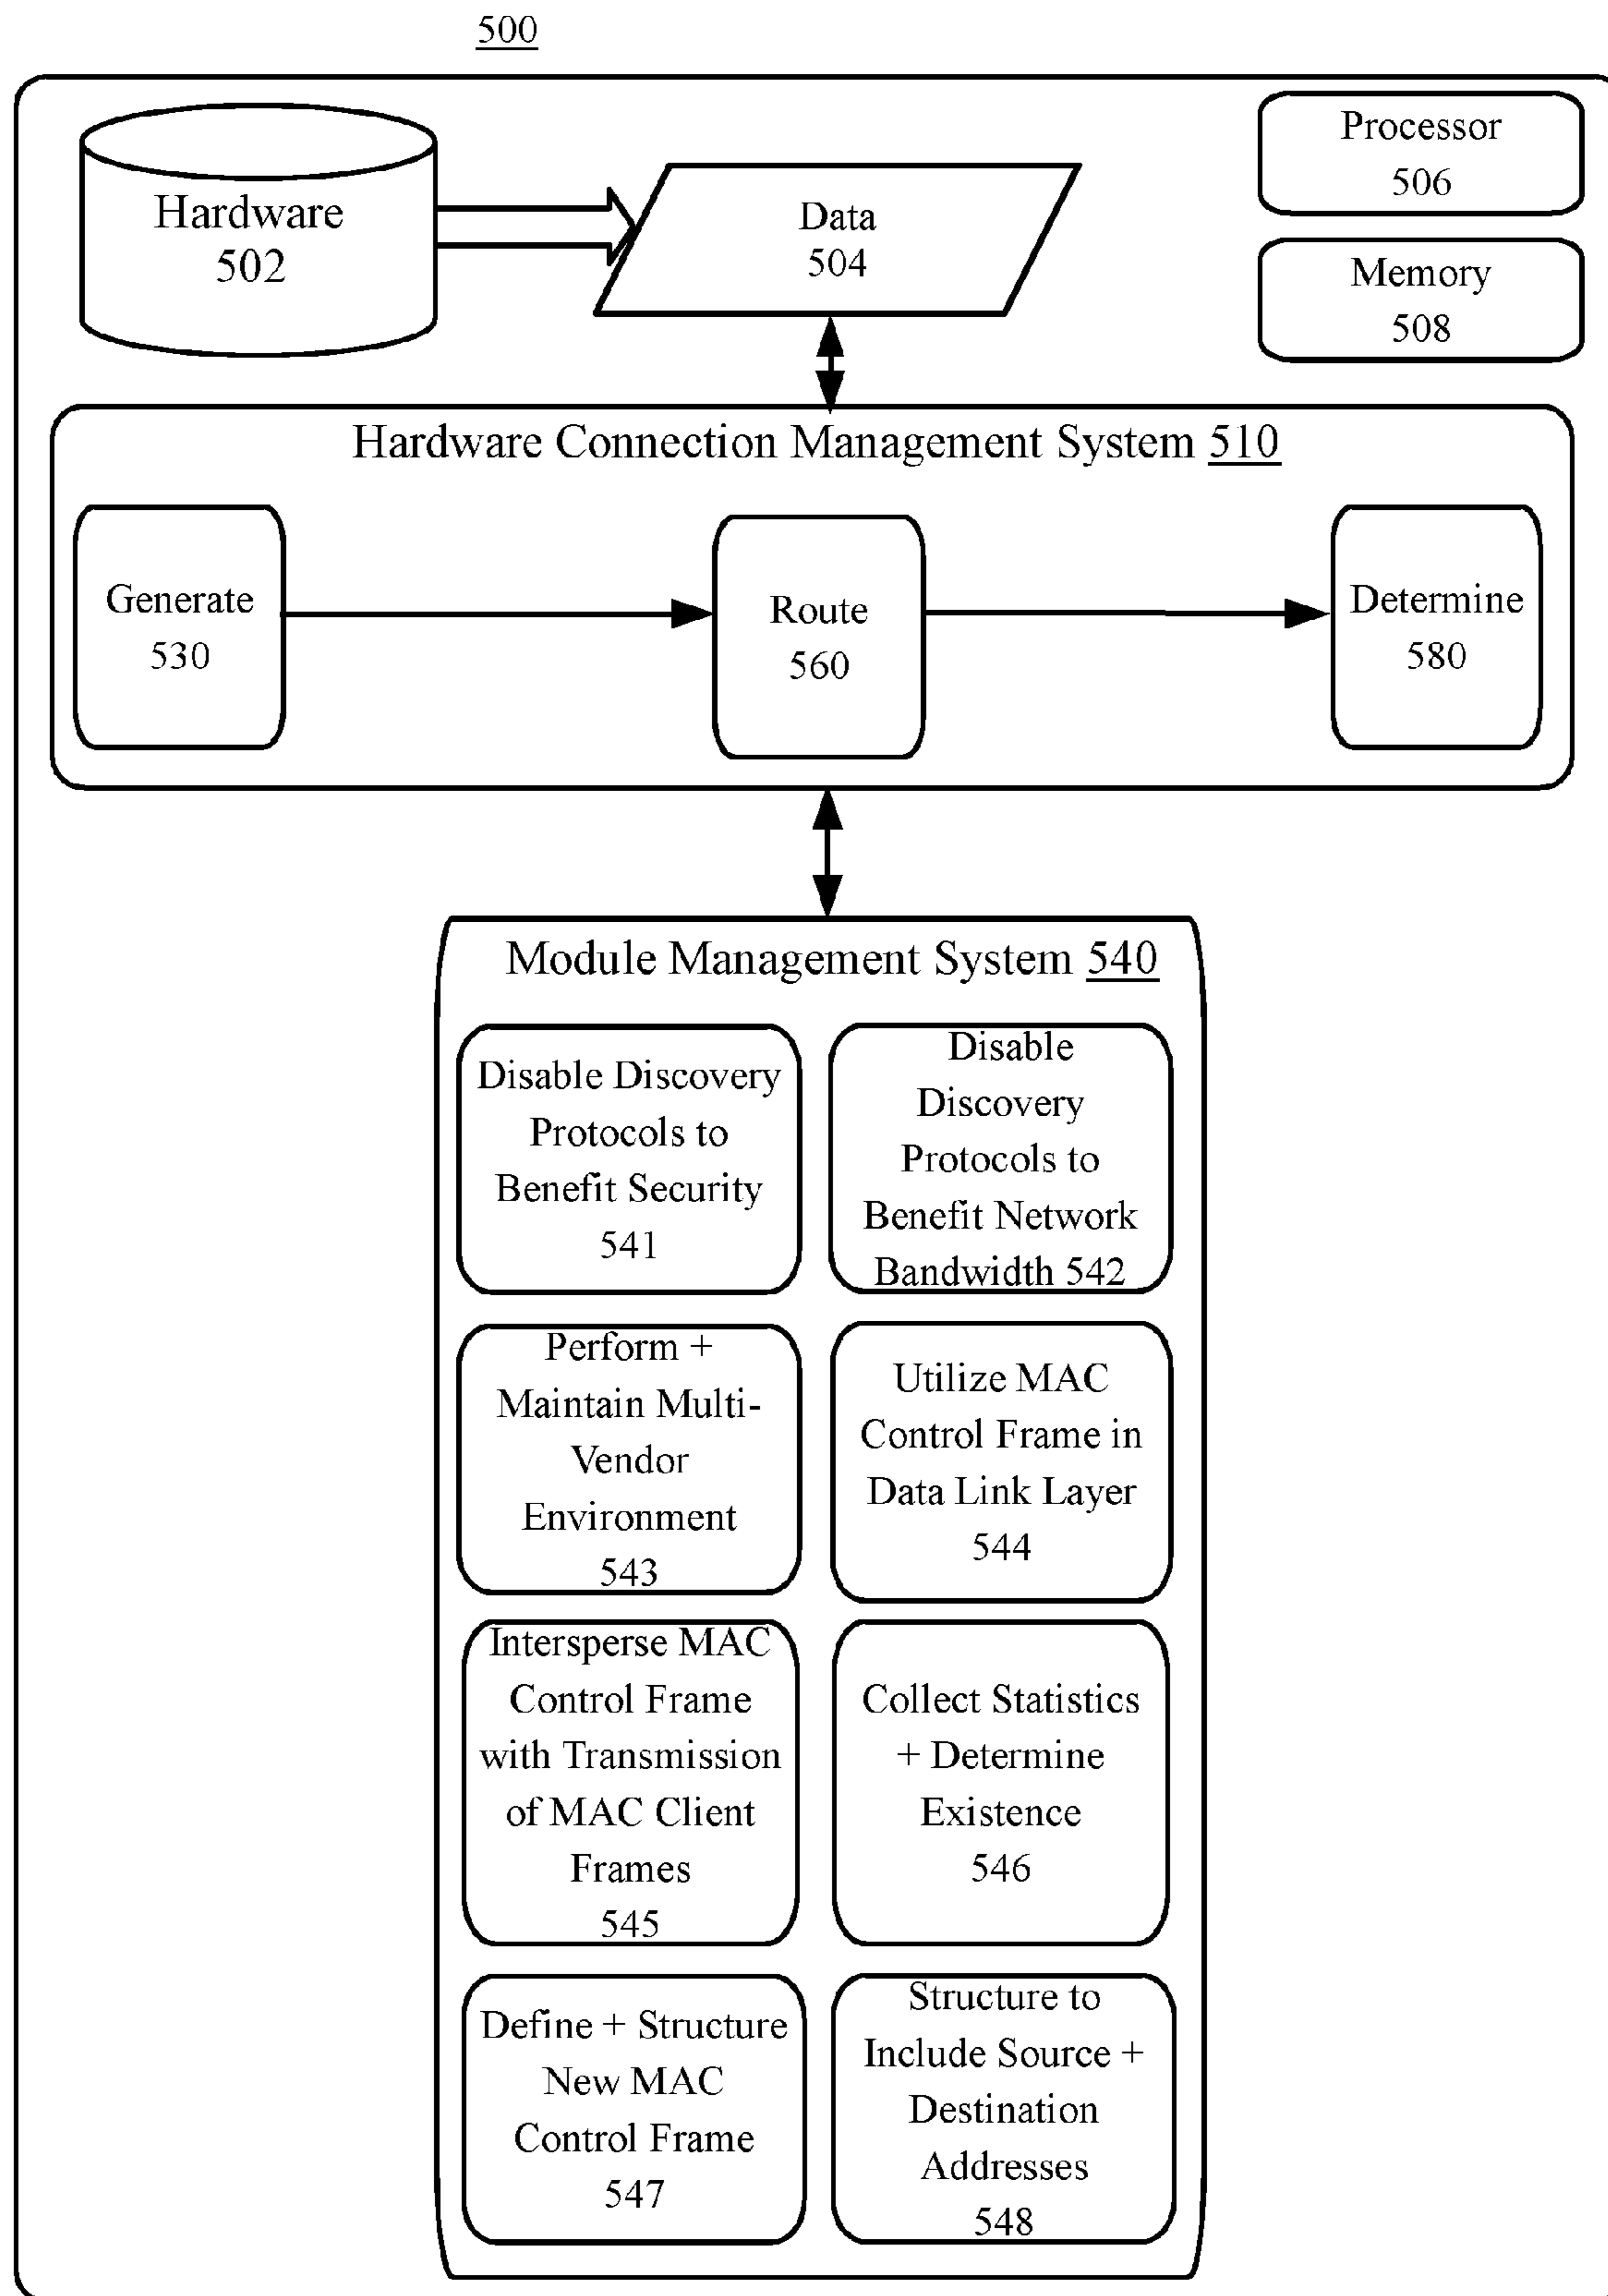 500
Hardware
502
Data
504
Processor
506
Memory
508
Hardware Connection Management System 510
Generate
530
Route
560
Determine
580
Module Management System 540
Disable Discovery
Protocols to
Benefit Security
541
Disable
Discovery
Protocols to
Benefit Network
Bandwidth 542
Perform +
Maintain Multi-
Vendor
Environment
543
Utilize MAC
Control Frame in
Data Link Layer
544
Intersperse MAC
Control Frame
with Transmission
of MAC Client
Frames
545
Collect Statistics
+ Determine
Existence
546
Define + Structure
New MAC
Control Frame
547
Structure to
Include Source +
Destination
Addresses
548